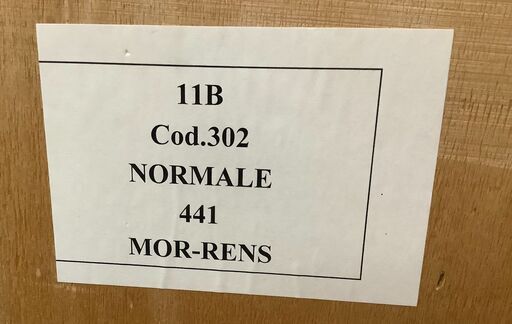 11B
Cod.302
NORMALE
441
MOR-RENS